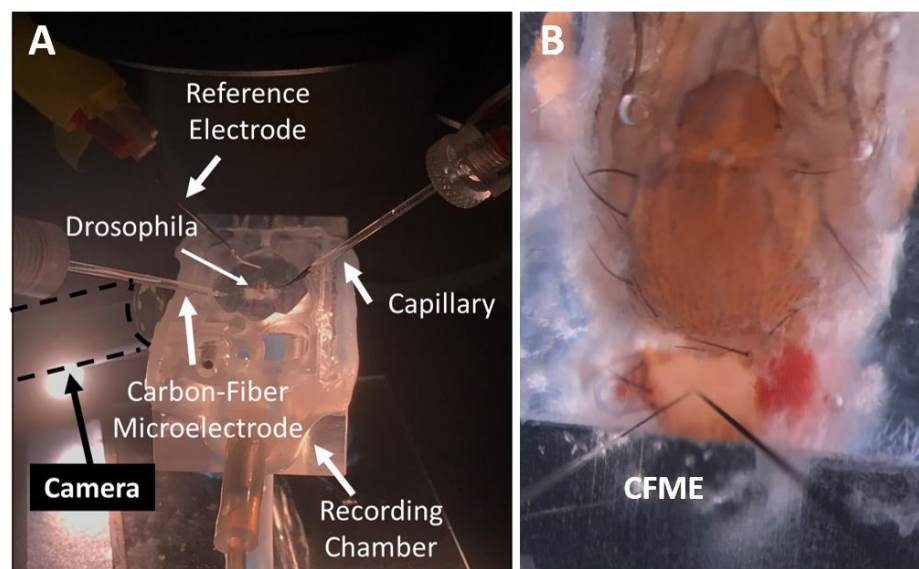 A
Reference
Electrode
Drosophila
Capillary
Carbon-Fiber
Microelectrode
Camera
Recording
Chamber
B
CFME